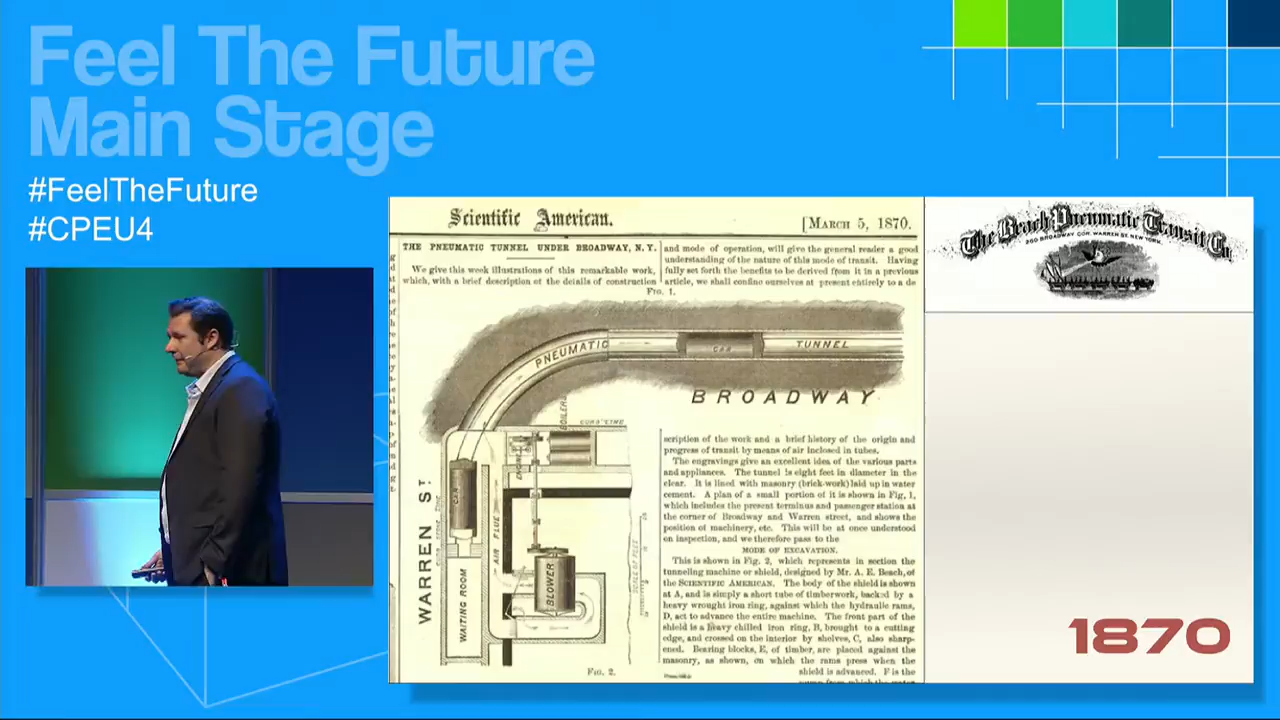 Feel The Future
Main Stage
#FeelTheFuture
#CPEU4
Scientific American.
[MARCH 5, 1870.
THE PNEUMATIC TUNNEL UNDER BROADWAY, N. Y.
We give this week illustrations of this remarkable work,
which, with a brief description of the details of construction
and mode of operation, will give the general reader a good
understanding of the nature of this mode of transit. Having
fully set forth the benefits to be derived from it in a previous
article, we shall confine ourselves at present entirely to a de
FIG. 1.
PNEUMATIC
CAR
TUNNEL
BROADWAY
BOILERS
CURB LINE
CAR
AIR FLUE
WARREN ST
WAITING ROOM
BLOWER
FIG. 2.
scription of the work and a brief history of the origin and
progress of transit by means of air inclosed in tubes.
The engravings give an excellent idea of the various parts
and appliances. The tunnel is eight feet in diameter in the
clear. It is lined with masonry (brick-work) laid up in water
cement. A plan of a small portion of it is shown in Fig. 1,
which includes the present terminus and passenger station at
the corner of Broadway and Warren street, and shows the
position of machinery, etc. This will be at once understood
on inspection, and we therefore pass to the
MODE OF EXCAVATION.
This is shown in Fig. 2, which represents in section the
tunneling machine or shield, designed by Mr. A. E. Beach, of
the SCIENTIFIC AMERICAN. The body of the shield is shown
at A, and is simply a short tube of timberwork, backed by a
heavy wrought iron ring, against which the hydraulic rams,
D, act to advance the entire machine. The front part of the
shield is a heavy chilled iron ring, B, brought to a cutting
edge, and crossed on the interior by shelves, C, also sharp-
ened. Bearing blocks, E, of timber, are placed against the
masonry, as shown, on which the rams press when the
shield is advanced. F is the
The Beach Pneumatic Transit Co.
260 BROADWAY COR. WARREN ST. NEW YORK.
1870